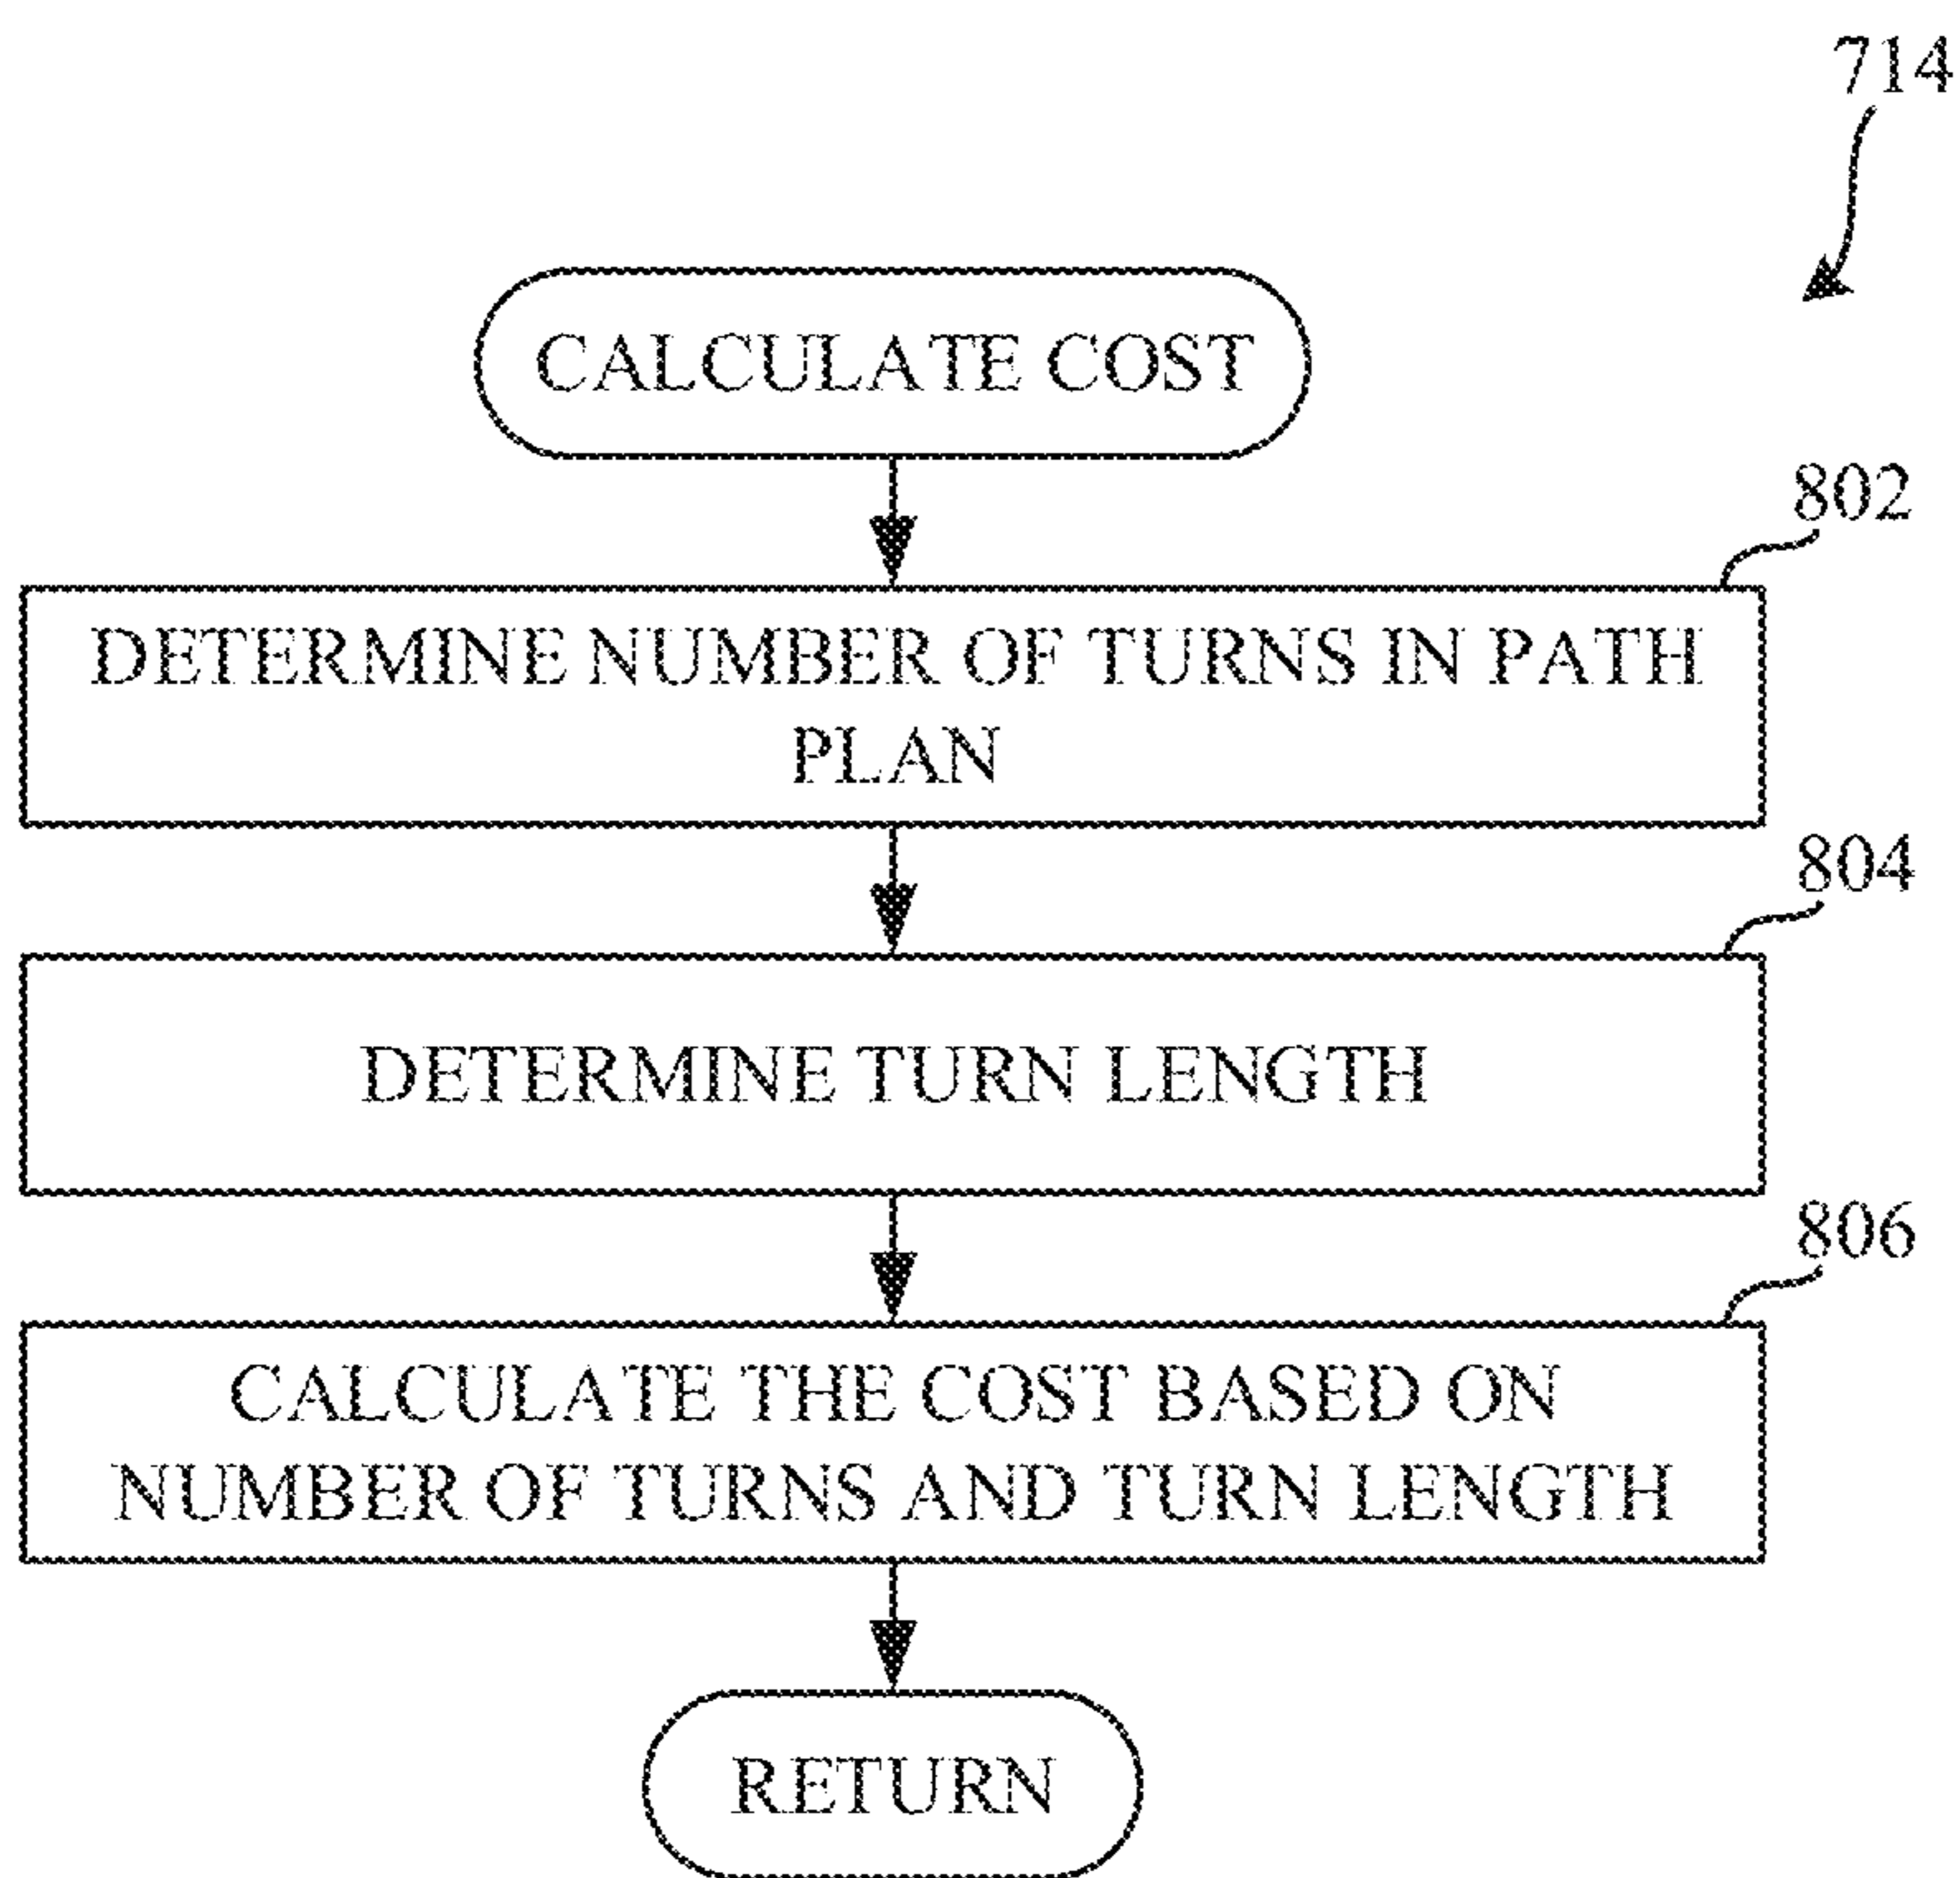 714
CALCULATE COST
802
DETERMINE NUMBER OF TURNS IN PATH
PLAN
804
DETERMINE TURN LENGTH
806
CALCULATE THE COST BASED ON
NUMBER OF TURNS AND TURN LENGTH
RETURN